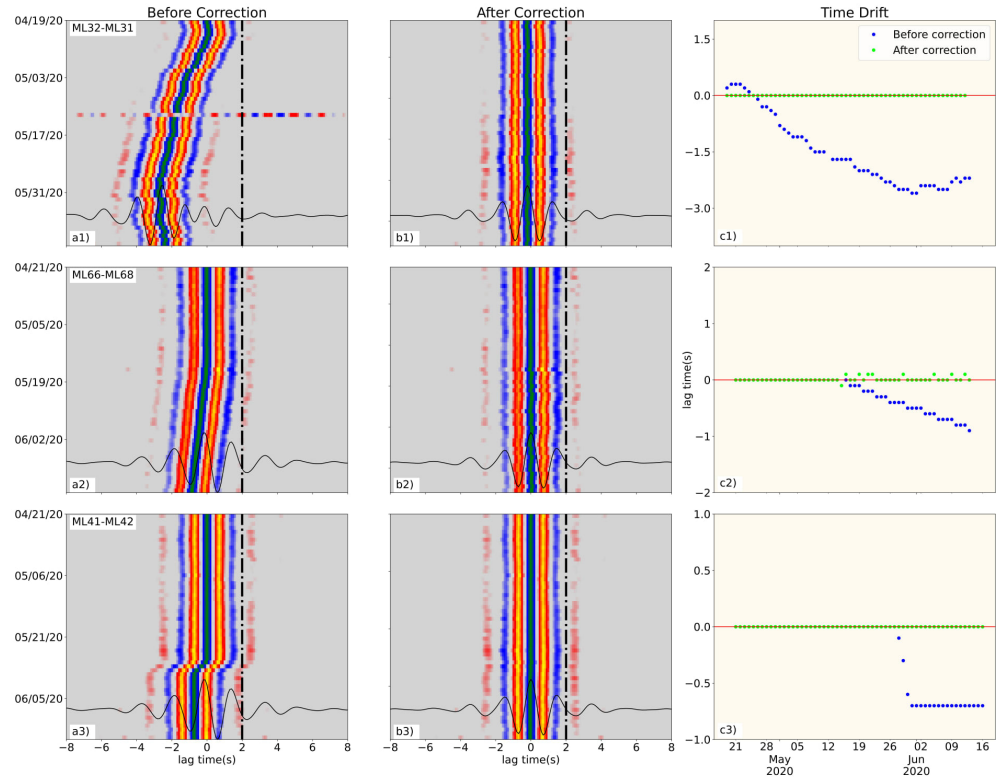 Before Correction
After Correction
Time Drift
04/19/20
05/03/20
05/17/20
05/31/20
ML32-ML31
a1)
b1)
Before correction
After correction
0.0
−1.5
−3.0
c1)
04/21/20
05/05/20
05/19/20
06/02/20
ML66-ML68
a2)
b2)
lag time(s)
2
1
0
−1
−2
c2)
04/21/20
05/06/20
05/21/20
06/05/20
ML41-ML42
a3)
b3)
1.0
0.5
0.0
−0.5
−1.0
c3)
−8 −6 −4 −2 0 2 4 6 8
lag time(s)
−8 −6 −4 −2 0 2 4 6 8
lag time(s)
21 28 05 12 19 26 02 09 16
May Jun
2020 2020